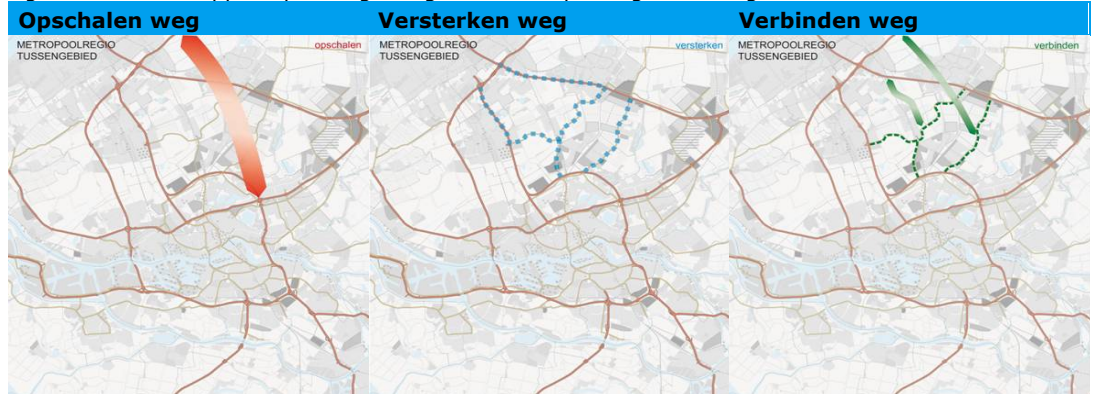 Opschalen weg Versterken weg Verbinden weg
METROPOOLREGIO opschalen METROPOOLREGIO versterken METROPOOLREGIO verbinden
TUSSENGEBIED TUSSENGEBIED TUSSENGEBIED